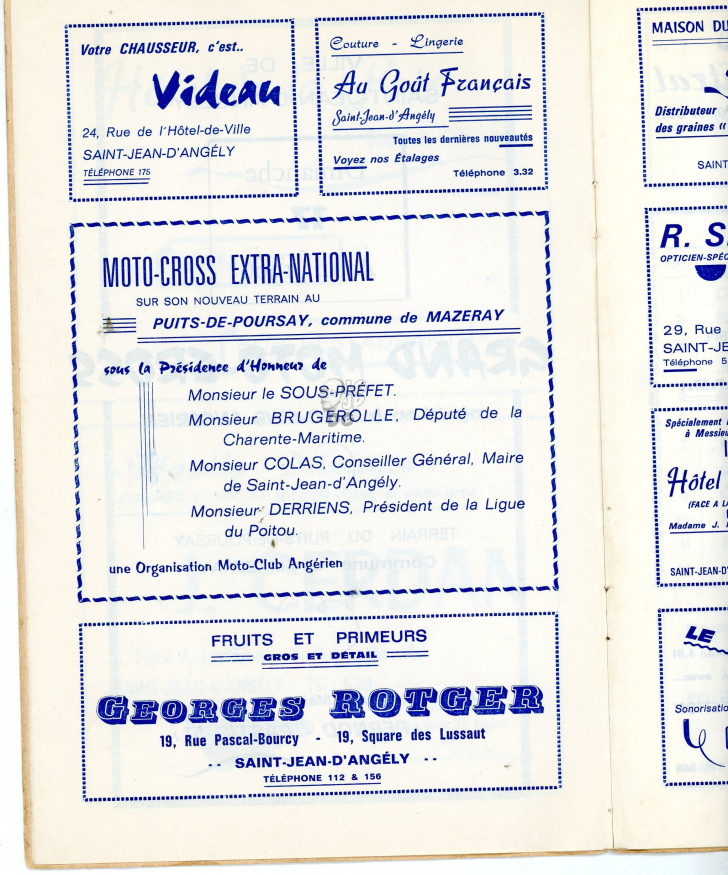 Votre CHAUSSEUR, c'est..
Videau
24, Rue de l'Hôtel-de-Ville
SAINT-JEAN-D'ANGÉLY
TÉLÉPHONE 175
Couture - Lingerie
Au Goût Français
Saint-Jean-d'Angély
Toutes les dernières nouveautés
Voyez nos Étalages
Téléphone 3.32
MOTO-CROSS EXTRA-NATIONAL
SUR SON NOUVEAU TERRAIN AU
PUITS-DE-POURSAY, commune de MAZERAY
sous la Présidence d'Honneur de
Monsieur le SOUS-PRÉFET.
Monsieur BRUGEROLLE, Député de la
Charente-Maritime.
Monsieur COLAS, Conseiller Général, Maire
de Saint-Jean-d'Angély.
Monsieur DERRIENS, Président de la Ligue
du Poitou.
une Organisation Moto-Club Angérien
FRUITS ET PRIMEURS
GROS ET DÉTAIL
GEORGES ROTGER
19, Rue Pascal-Bourcy - 19, Square des Lussaut
-- SAINT-JEAN-D'ANGÉLY --
TÉLÉPHONE 112 & 156
MAISON DU
Distributeur
des graines "
SAINT
R. S
OPTICIEN-SPÉC
29, Rue
SAINT-JE
Téléphone 5
Spécialement
à Messieu
Hôtel
(FACE A LA
Madame J.
SAINT-JEAN-D'
LE
Sonorisatio